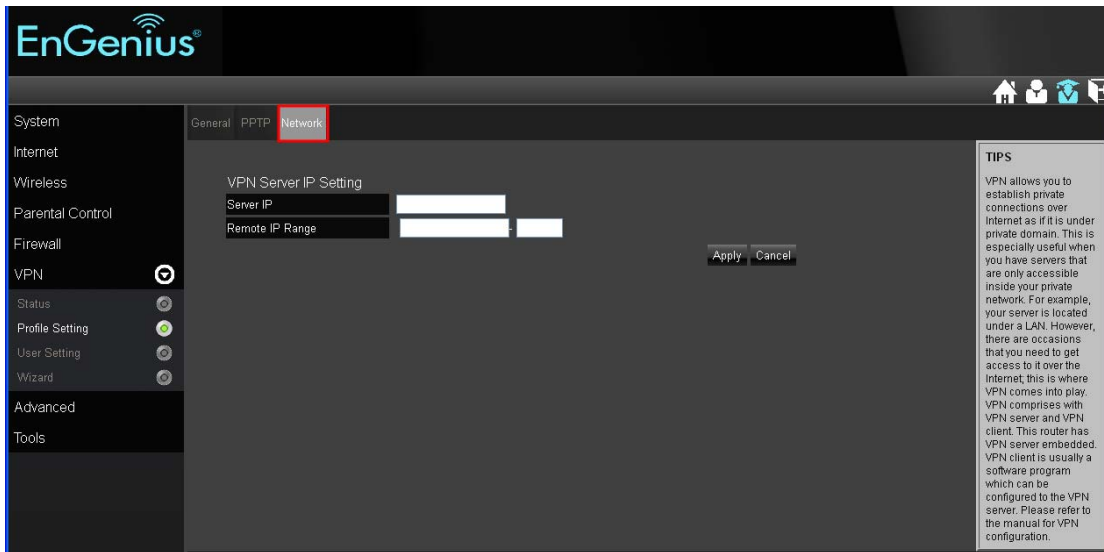 EnGenius®
System
Internet
Wireless
Parental Control
Firewall
VPN
Status
Profile Setting
User Setting
Wizard
Advanced
Tools
General PPTP Network
VPN Server IP Setting
Server IP
Remote IP Range
-
Apply Cancel
TIPS
VPN allows you to
establish private
connections over
Internet as if it is under
private domain. This is
especially useful when
you have servers that
are only accessible
inside your private
network. For example,
your server is located
under a LAN. However,
there are occasions
that you need to get
access to it over the
Internet; this is where
VPN comes into play.
VPN comprises with
VPN server and VPN
client. This router has
VPN server embedded.
VPN client is usually a
software program
which can be
configured to the VPN
server. Please refer to
the manual for VPN
configuration.